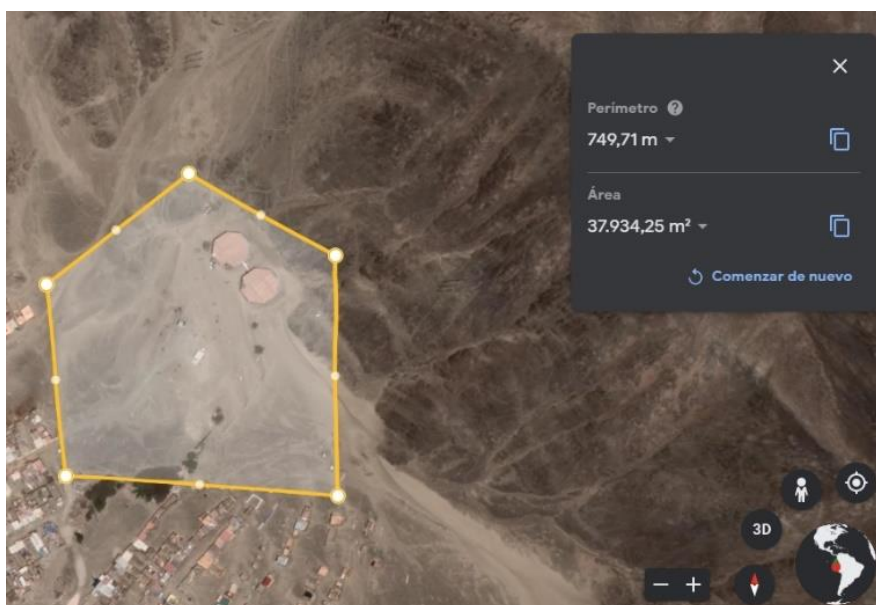 Perímetro ?
749,71 m
Área
37.934,25 m²
Comenzar de nuevo
3D